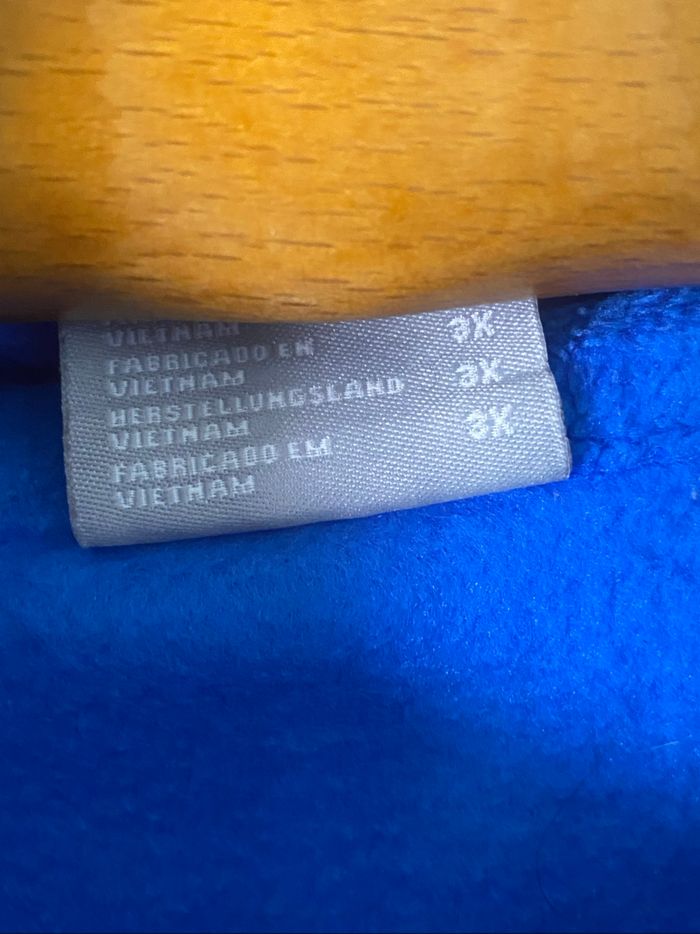 VIETNAM 3X
FABRICADO EN
VIETNAM 3X
HERSTELLUNGSLAND
VIETNAM 3X
FABRICADO EM
VIETNAM